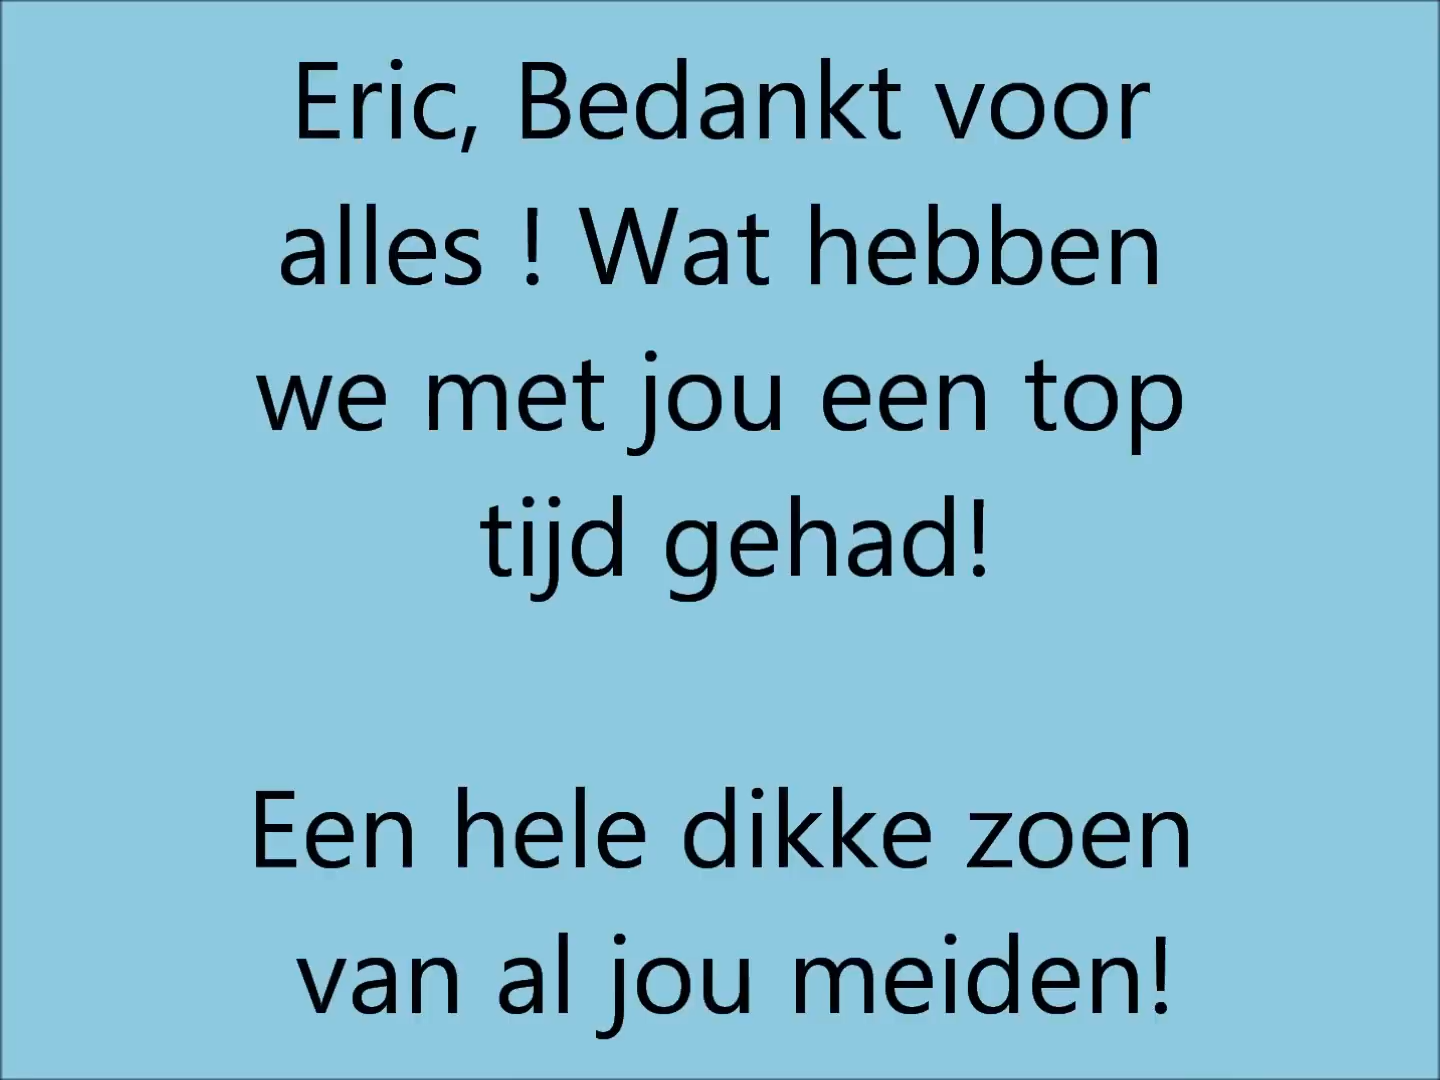 Eric, Bedankt voor
alles ! Wat hebben
we met jou een top
tijd gehad!
Een hele dikke zoen
van al jou meiden!